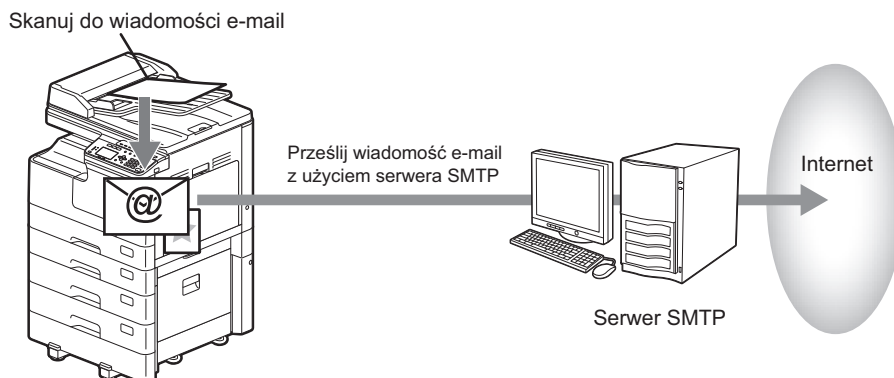 Skanuj do wiadomości e-mail
Prześlij wiadomość e-mail
z użyciem serwera SMTP
Internet
Serwer SMTP